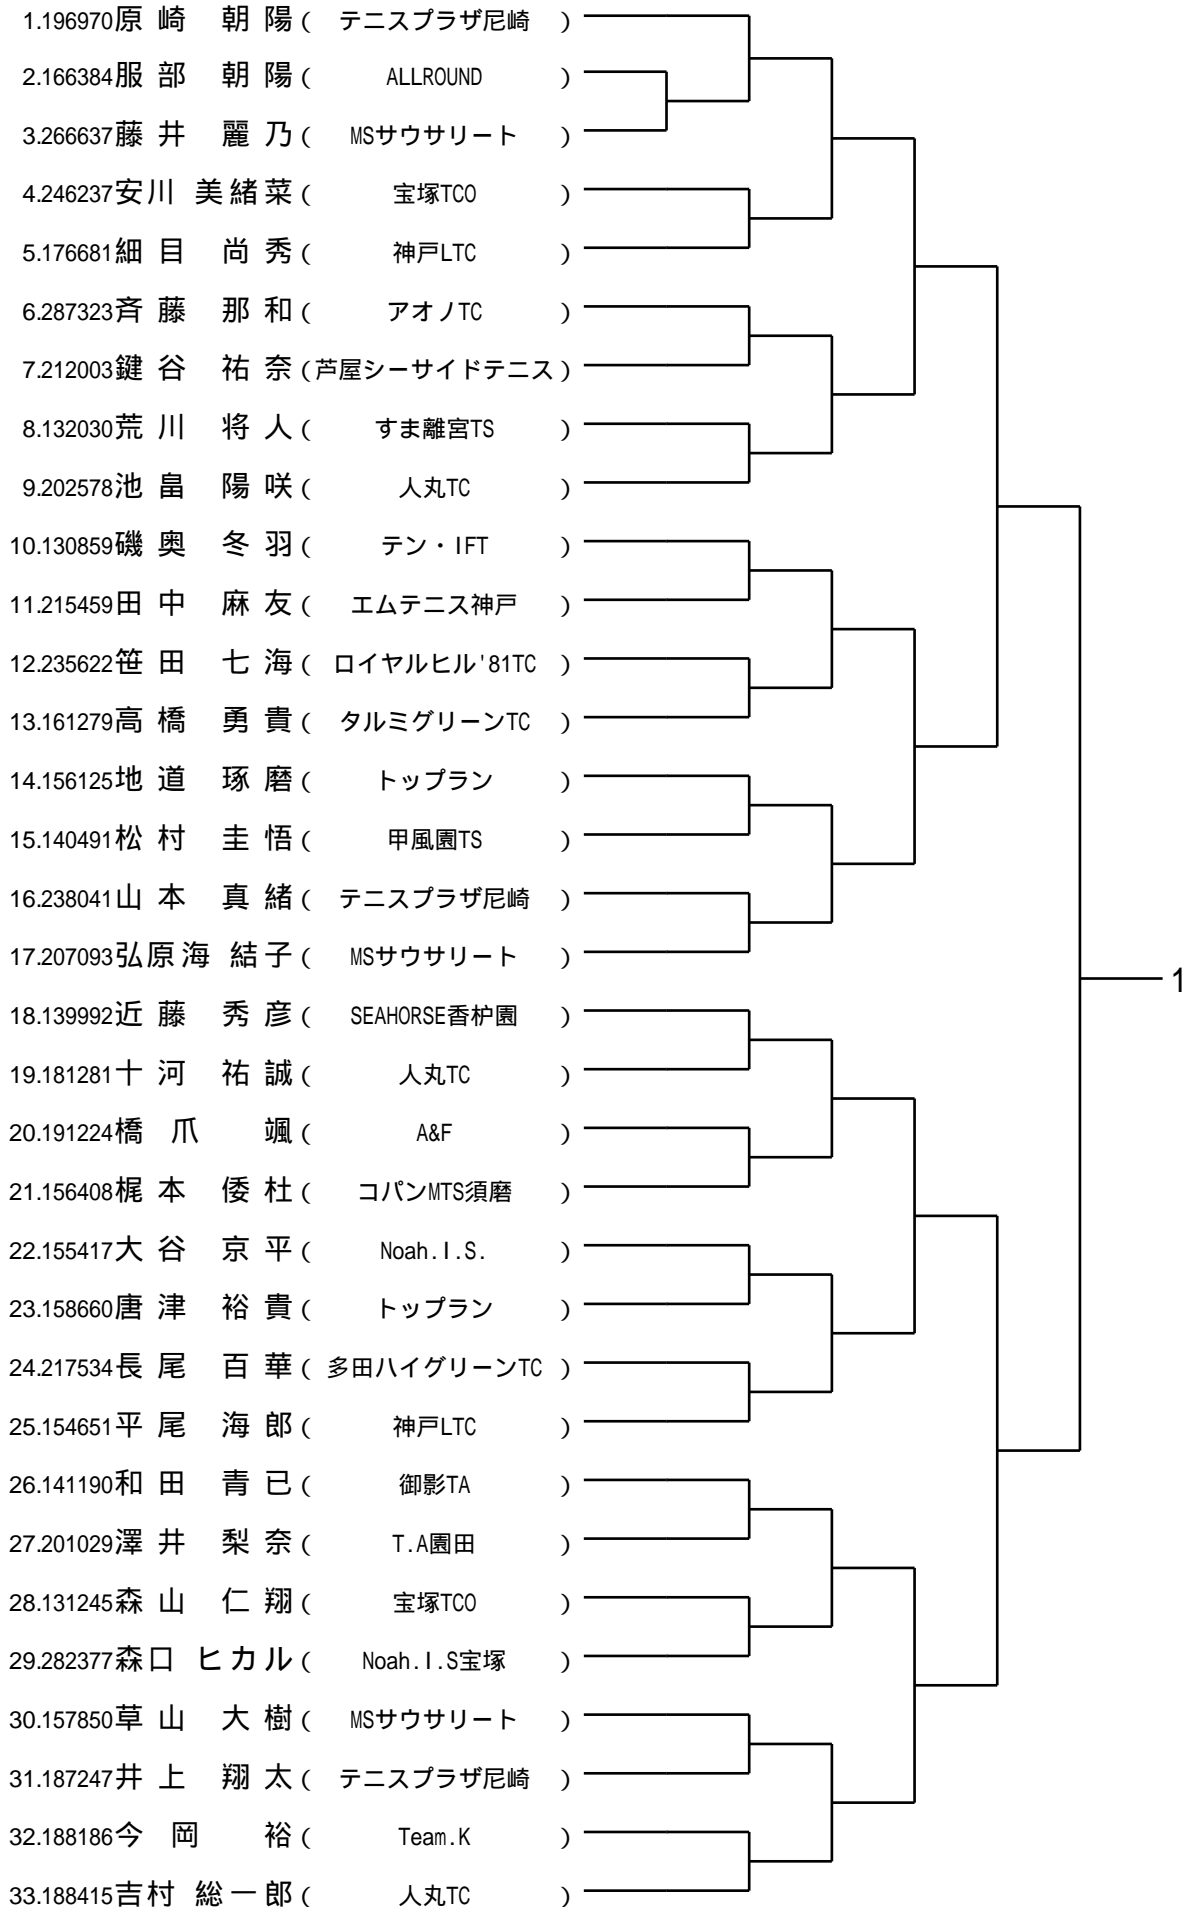 1.196970原崎 朝陽( テニスプラザ尼崎 )
2.166384服部 朝陽( ALLROUND )
3.266637藤井 麗乃( MSサウサリート )
4.246237安川 美緒菜( 宝塚TCO )
5.176681細目 尚秀( 神戸LTC )
6.287323斉藤 那和( アオノTC )
7.212003鍵谷 祐奈(芦屋シーサイドテニス)
8.132030荒川 将人( すま離宮TS )
9.202578池畠 陽咲( 人丸TC )
10.130859磯奥 冬羽( テン・IFT )
11.215459田中 麻友( エムテニス神戸 )
12.235622笹田 七海( ロイヤルヒル'81TC )
13.161279高橋 勇貴( タルミグリーンTC )
14.156125地道 琢磨( トップラン )
15.140491松村 圭悟( 甲風園TS )
16.238041山本 真緒( テニスプラザ尼崎 )
17.207093弘原海 結子( MSサウサリート )
1
18.139992近藤 秀彦( SEAHORSE香枦園 )
19.181281十河 祐誠( 人丸TC )
20.191224橋爪 颯( A&F )
21.156408梶本 倭杜( コパンMTS須磨 )
22.155417大谷 京平( Noah.I.S. )
23.158660唐津 裕貴( トップラン )
24.217534長尾 百華( 多田ハイグリーンTC )
25.154651平尾 海郎( 神戸LTC )
26.141190和田 青已( 御影TA )
27.201029澤井 梨奈( T.A園田 )
28.131245森山 仁翔( 宝塚TCO )
29.282377森口 ヒカル( Noah.I.S宝塚 )
30.157850草山 大樹( MSサウサリート )
31.187247井上 翔太( テニスプラザ尼崎 )
32.188186今岡 裕( Team.K )
33.188415吉村 総一郎( 人丸TC )